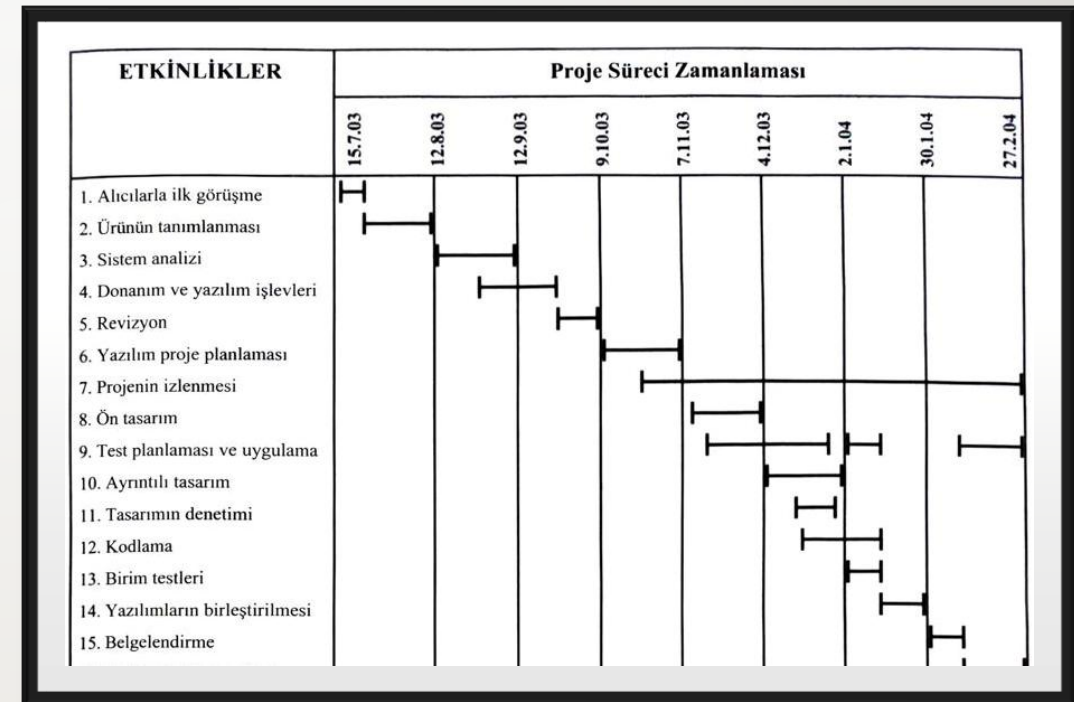 ETKİNLİKLER
Proje Süreci Zamanlaması
15.7.03
12.8.03
12.9.03
9.10.03
7.11.03
4.12.03
2.1.04
30.1.04
27.2.04
1. Alıcılarla ilk görüşme
2. Ürünün tanımlanması
3. Sistem analizi
4. Donanım ve yazılım işlevleri
5. Revizyon
6. Yazılım proje planlaması
7. Projenin izlenmesi
8. Ön tasarım
9. Test planlaması ve uygulama
10. Ayrıntılı tasarım
11. Tasarımın denetimi
12. Kodlama
13. Birim testleri
14. Yazılımların birleştirilmesi
15. Belgelendirme